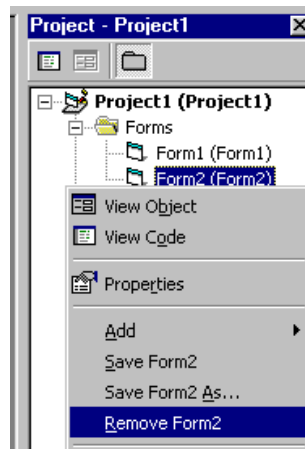 Project - Project1
Project1 (Project1)
Forms
Form1 (Form1)
Form2 (Form2)
View Object
View Code
Properties
Add
Save Form2
Save Form2 As...
Remove Form2